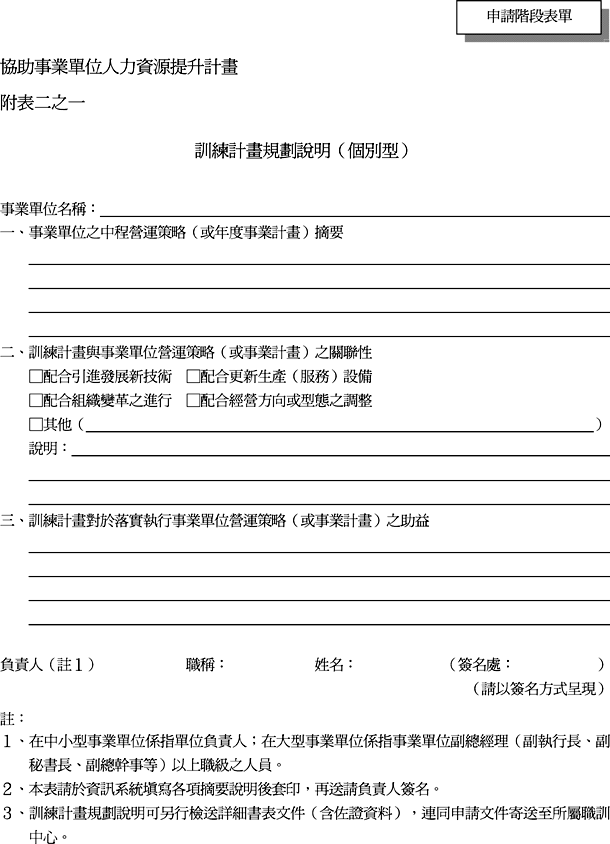 申請階段表單
協助事業單位人力資源提升計畫
附表二之一
訓練計畫規劃說明（個別型）
事業單位名稱：
一、事業單位之中程營運策略（或年度事業計畫）摘要
二、訓練計畫與事業單位營運策略（或事業計畫）之關聯性
□配合引進發展新技術　□配合更新生產（服務）設備
□配合組織變革之進行　□配合經營方向或型態之調整
□其他（　　　　　　　　）
說明：
三、訓練計畫對於落實執行事業單位營運策略（或事業計畫）之助益
負責人（註１）　　職稱：　　姓名：　　（簽名處：　　　　）
（請以簽名方式呈現）
註：
１、在中小型事業單位係指單位負責人；在大型事業單位係指事業單位副總經理（副執行長、副
秘書長、副總幹事等）以上職級之人員。
２、本表請於資訊系統填寫各項摘要說明後套印，再送請負責人簽名。
３、訓練計畫規劃說明可另行檢送詳細書表文件（含佐證資料），連同申請文件寄送至所屬職訓
中心。